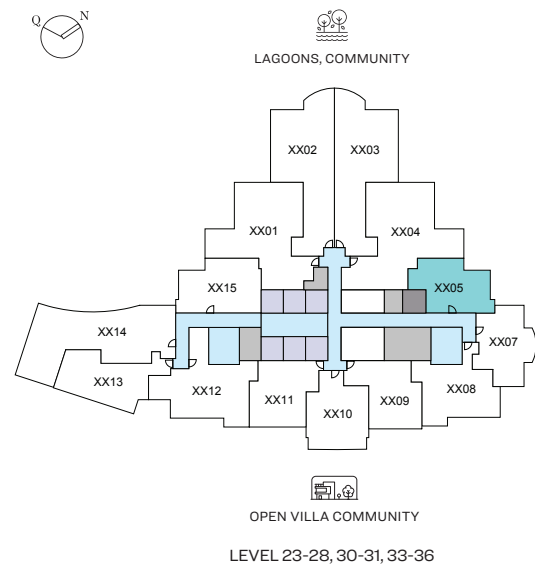 Q N
LAGOONS, COMMUNITY
XX02 XX03
XX01 XX04
XX15 XX05
XX14 XX07
XX13 XX12 XX11 XX10 XX09 XX08
OPEN VILLA COMMUNITY
LEVEL 23-28, 30-31, 33-36